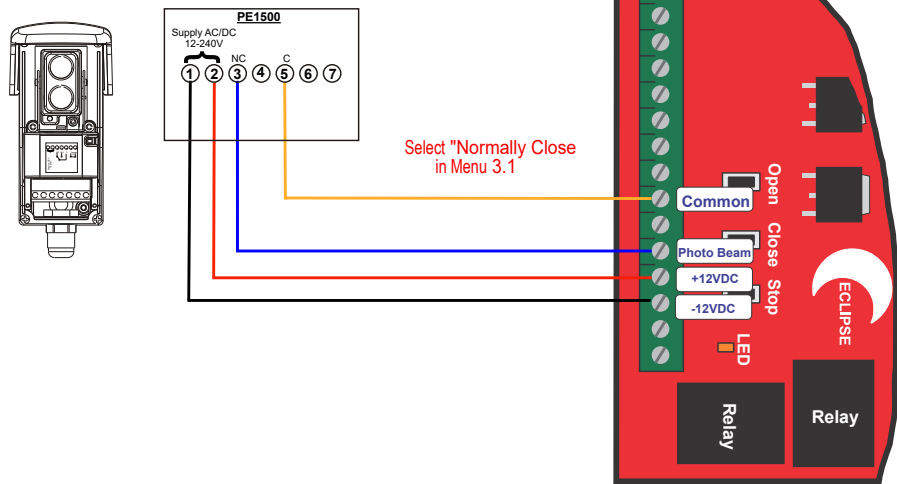 PE1500
Supply AC/DC
12-240V
NC
C
1 2 3 4 5 6 7
Select "Normally Close
in Menu 3.1
Open
Common
Close
Photo Beam
+12VDC
Stop
-12VDC
ECLIPSE
LED
Relay
Relay